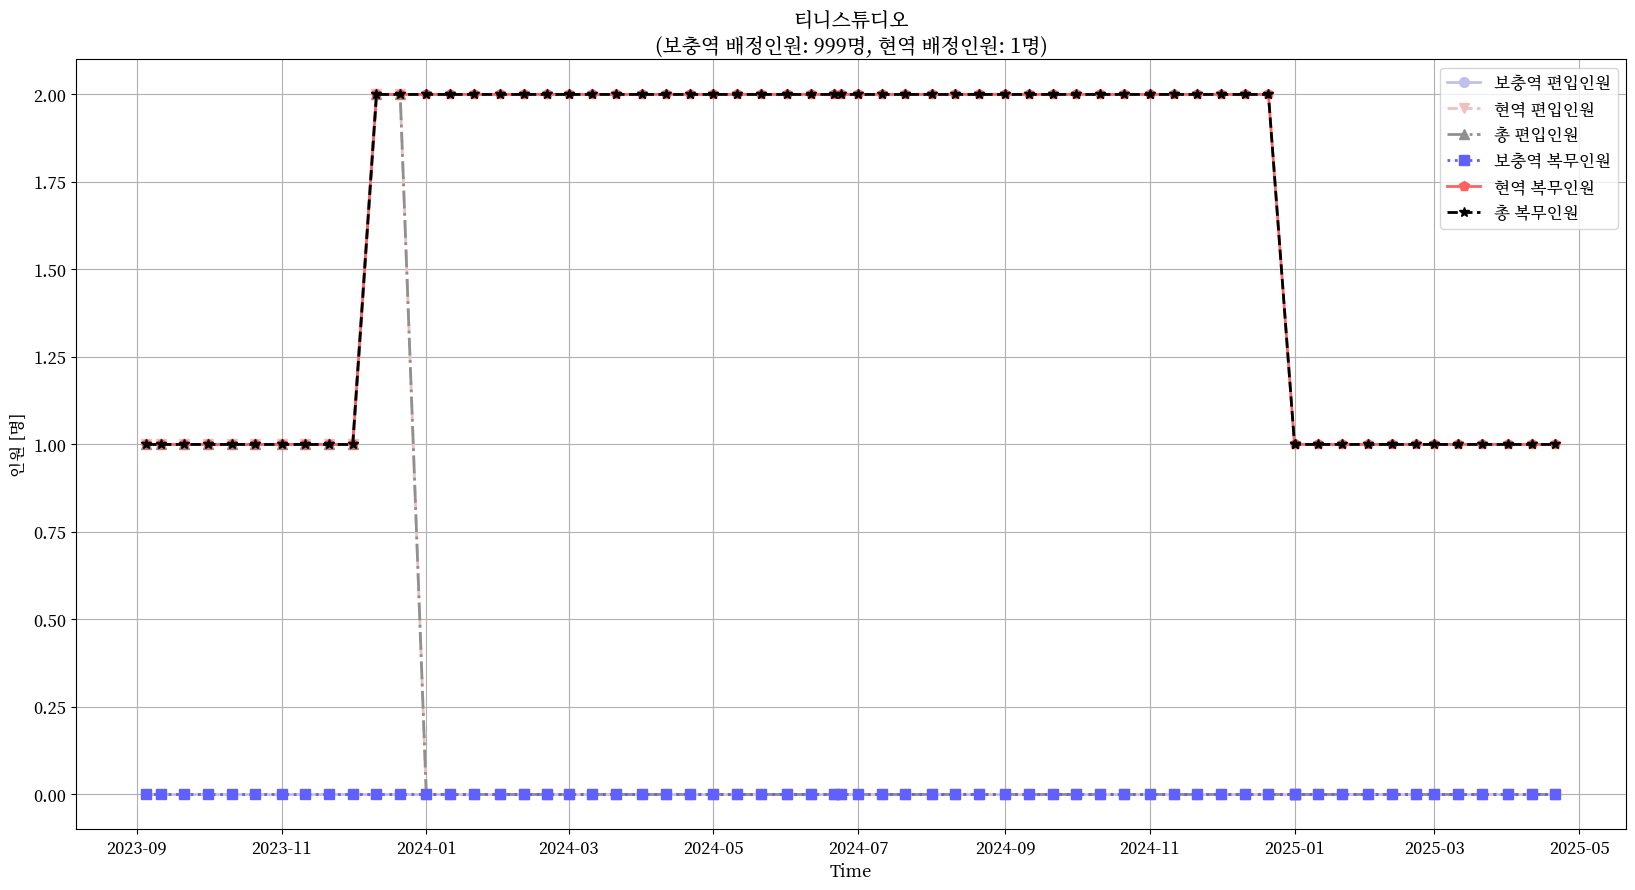 티니스튜디오
(보충역 배정인원: 999명, 현역 배정인원: 1명)
보충역 편입인원
현역 편입인원
총 편입인원
보충역 복무인원
현역 복무인원
총 복무인원
인원 [명]
2.00
1.75
1.50
1.25
1.00
0.75
0.50
0.25
0.00
2023-09
2023-11
2024-01
2024-03
2024-05
2024-07
2024-09
2024-11
2025-01
2025-03
2025-05
Time